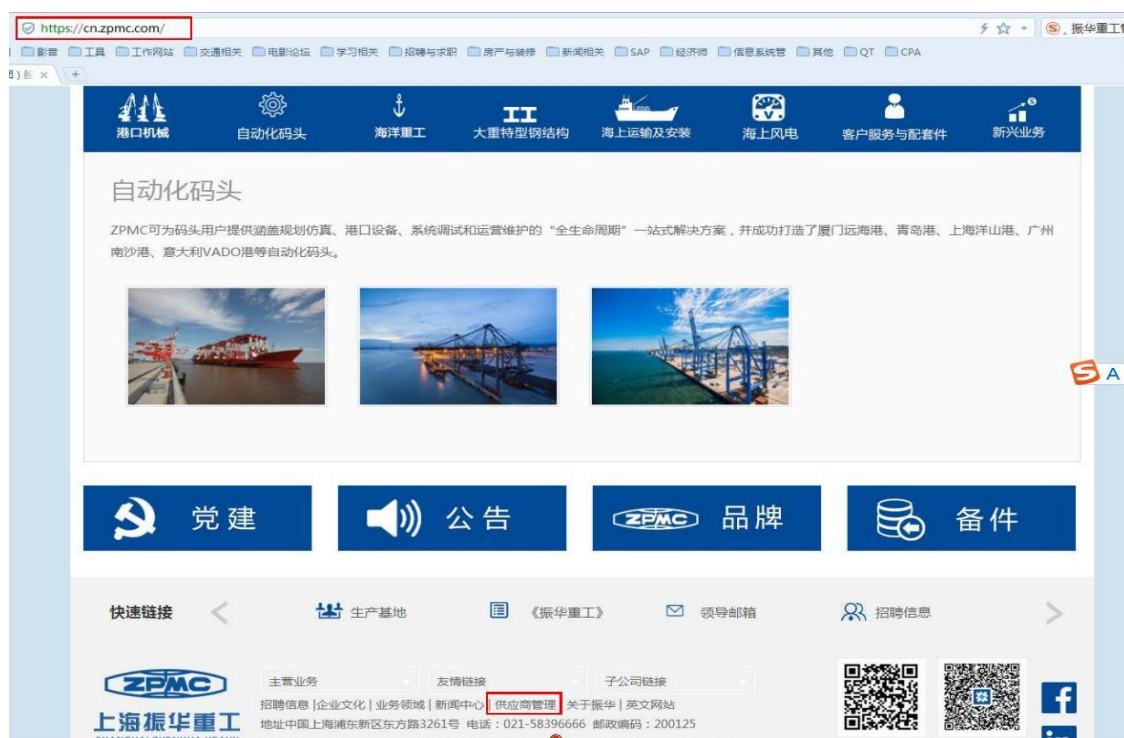 https://cn.zpmc.com/
振华重工
影音 工具 工作网站 交通相关 电影论坛 学习相关 招聘与求职 房产与装修 新闻相关 SAP 经济师 信息系统管 其他 QT CPA
港口机械 自动化码头 海洋重工 大重特型钢结构 海上运输及安装 海上风电 客户服务与配套件 新兴业务
自动化码头
ZPMC可为码头用户提供涵盖规划仿真、港口设备、系统调试和运营维护的“全生命周期”一站式解决方案，并成功打造了厦门远海港、青岛港、上海洋山港、广州
南沙港、意大利VADO港等自动化码头。
A
党建 公告 ZPMC 品牌 备件
快速链接 生产基地 《振华重工》 领导邮箱 招聘信息
主营业务 友情链接 子公司链接
ZPMC
招聘信息 |企业文化 | 业务领域 | 新闻中心 | 供应商管理 | 关于振华 | 英文网站
上海振华重工
地址中国上海浦东新区东方路3261号 电话：021-58396666 邮政编码：200125